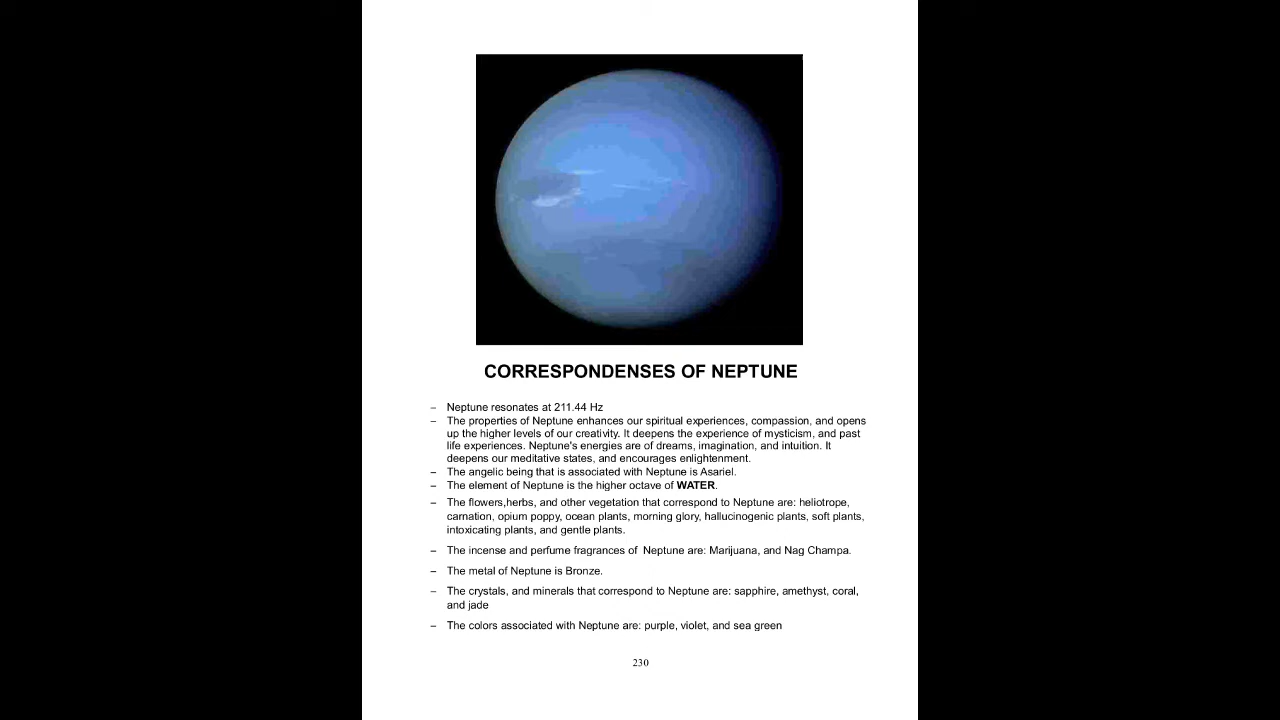 CORRESPONDENSES OF NEPTUNE
– Neptune resonates at 211.44 Hz
– The properties of Neptune enhances our spiritual experiences, compassion, and opens
up the higher levels of our creativity. It deepens the experience of mysticism, and past
life experiences. Neptune's energies are of dreams, imagination, and intuition. It
deepens our meditative states, and encourages enlightenment.
– The angelic being that is associated with Neptune is Asariel.
– The element of Neptune is the higher octave of WATER.
– The flowers,herbs, and other vegetation that correspond to Neptune are: heliotrope,
carnation, opium poppy, ocean plants, morning glory, hallucinogenic plants, soft plants,
intoxicating plants, and gentle plants.
– The incense and perfume fragrances of  Neptune are: Marijuana, and Nag Champa.
– The metal of Neptune is Bronze.
– The crystals, and minerals that correspond to Neptune are: sapphire, amethyst, coral,
and jade
– The colors associated with Neptune are: purple, violet, and sea green
230